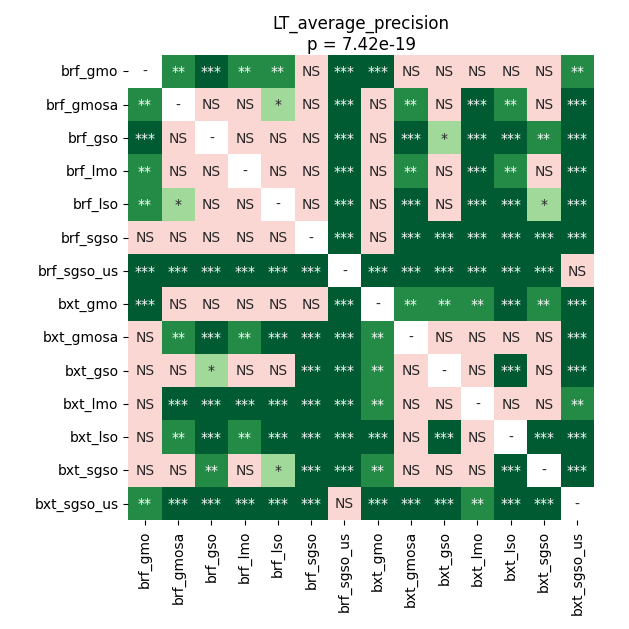 LT_average_precision
p = 7.42e-19
brf_gmo - ** *** ** ** NS *** *** NS NS NS NS NS **
brf_gmosa ** - NS NS * NS *** NS ** NS *** ** NS ***
brf_gso *** NS - NS NS NS *** NS *** * *** *** ** ***
brf_lmo ** NS NS - NS NS *** NS ** NS *** ** NS ***
brf_lso ** * NS NS - NS *** NS *** NS *** *** * ***
brf_sgso NS NS NS NS NS - *** NS *** *** *** *** *** ***
brf_sgso_us *** *** *** *** *** *** - *** *** *** *** *** *** NS
bxt_gmo *** NS NS NS NS NS *** - ** ** ** *** ** ***
bxt_gmosa NS ** *** ** *** *** *** ** - NS NS NS NS ***
bxt_gso NS NS * NS NS *** *** ** NS - NS *** NS ***
bxt_lmo NS *** *** *** *** *** *** ** NS NS - NS NS **
bxt_lso NS ** *** ** *** *** *** *** NS *** NS - *** ***
bxt_sgso NS NS ** NS * *** *** ** NS NS NS *** - ***
bxt_sgso_us ** *** *** *** *** *** NS *** *** *** ** *** *** -
brf_gmo brf_gmosa brf_gso brf_lmo brf_lso brf_sgso brf_sgso_us bxt_gmo bxt_gmosa bxt_gso bxt_lmo bxt_lso bxt_sgso bxt_sgso_us